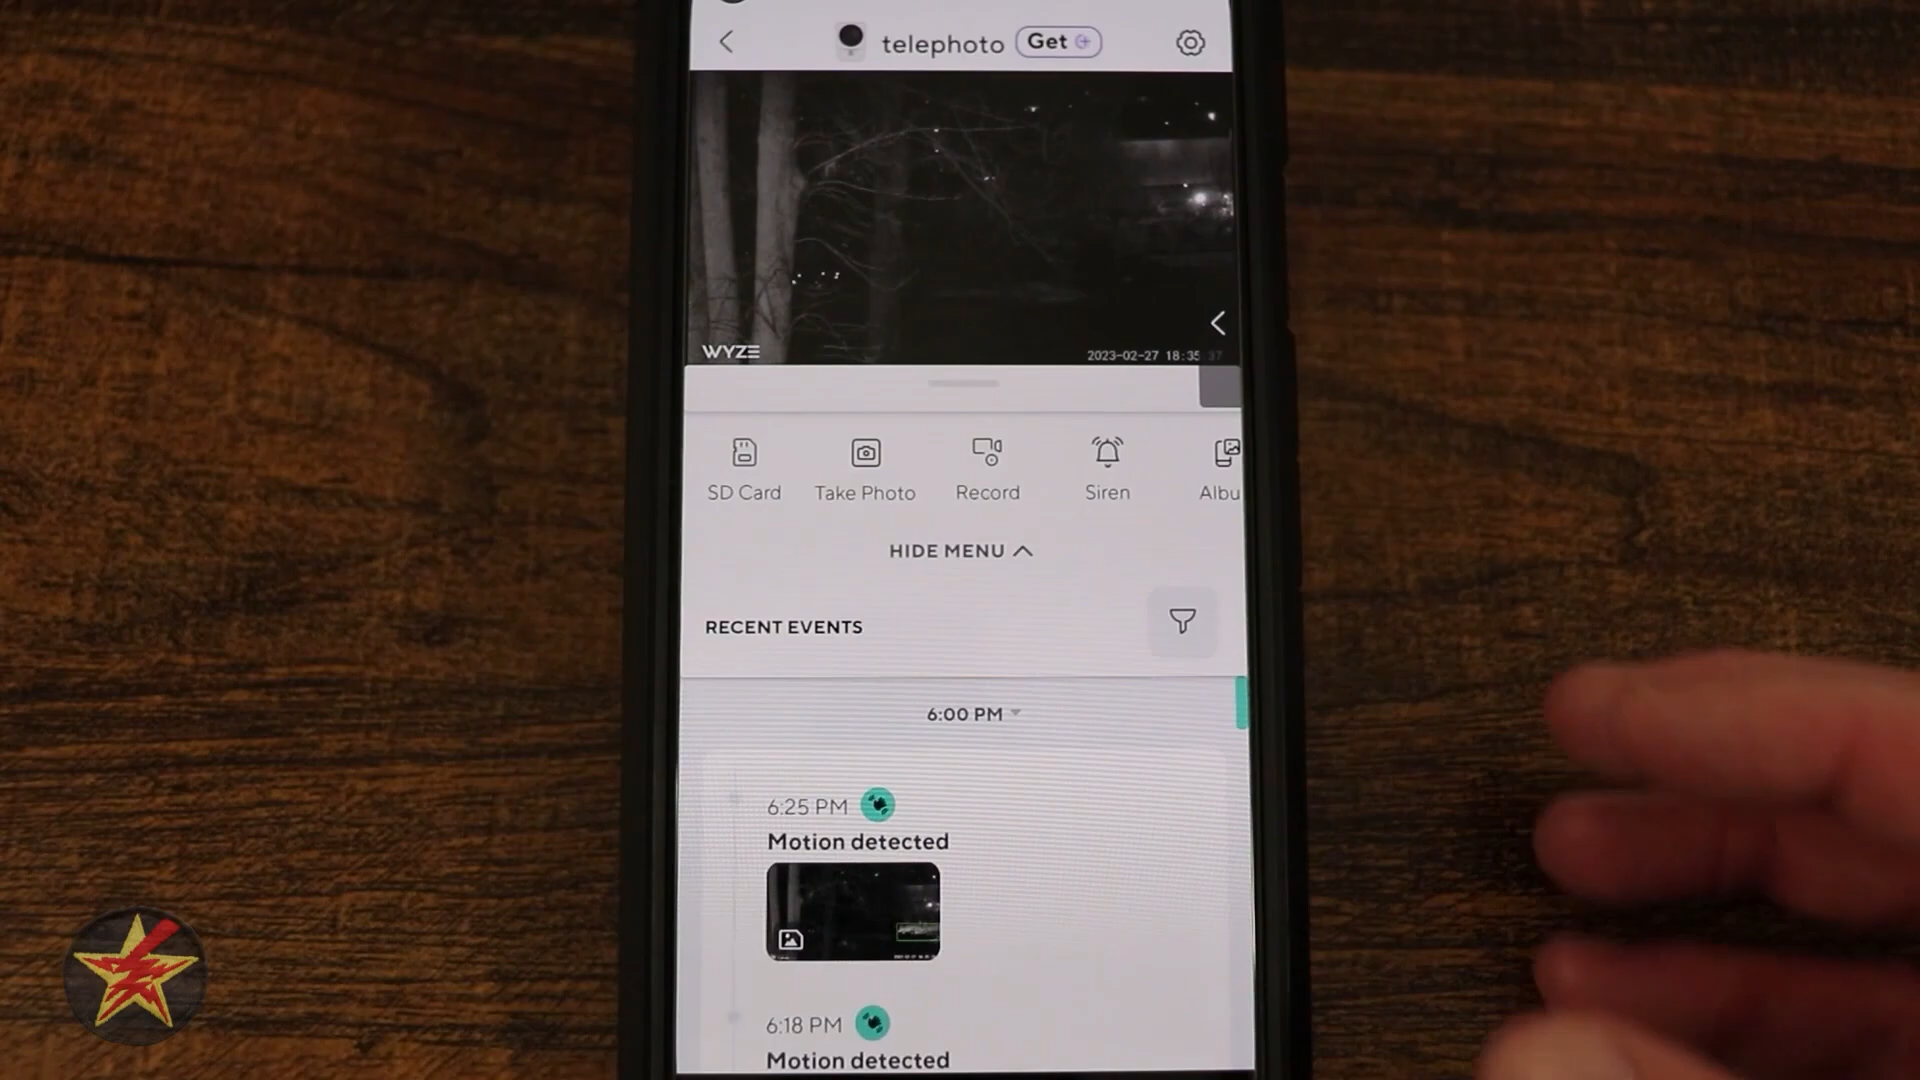 telephoto Get
WYZE
2023-02-27 18:35:37
SD Card Take Photo Record Siren Albu
HIDE MENU
RECENT EVENTS
6:00 PM
6:25 PM
Motion detected
6:18 PM
Motion detected